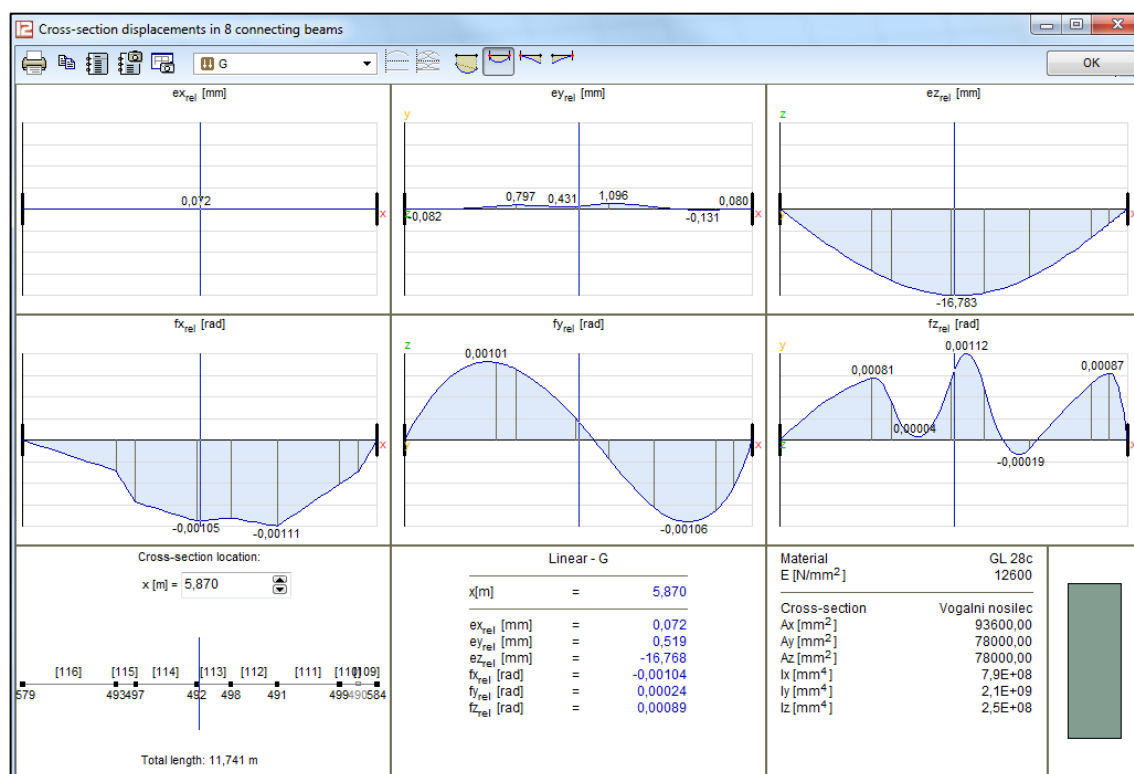 Cross-section displacements in 8 connecting beams
G
OK
ex rel [mm]
0,072
x
ey rel [mm]
y
0,797
0,431
1,096
0,080
-0,082
-0,131
z
x
ez rel [mm]
z
-16,783
x
fx rel [rad]
-0,00105
-0,00111
x
fy rel [rad]
z
0,00101
-0,00106
y
x
fz rel [rad]
y
0,00081
0,00112
0,00087
0,00004
-0,00019
z
x
Cross-section location:
x [m] = 5,870
[116] [115] [114] [113] [112] [111] [110] [109]
579 493 497 492 498 491 499 490 584
Total length: 11,741 m
Linear - G
x[m] = 5,870
ex rel [mm] = 0,072
ey rel [mm] = 0,519
ez rel [mm] = -16,768
fx rel [rad] = -0,00104
fy rel [rad] = 0,00024
fz rel [rad] = 0,00089
Material GL 28c
E [N/mm²] 12600
Cross-section Vogalni nosilec
Ax [mm²] 93600,00
Ay [mm²] 78000,00
Az [mm²] 78000,00
Ix [mm⁴] 7,9E+08
Iy [mm⁴] 2,1E+09
Iz [mm⁴] 2,5E+08